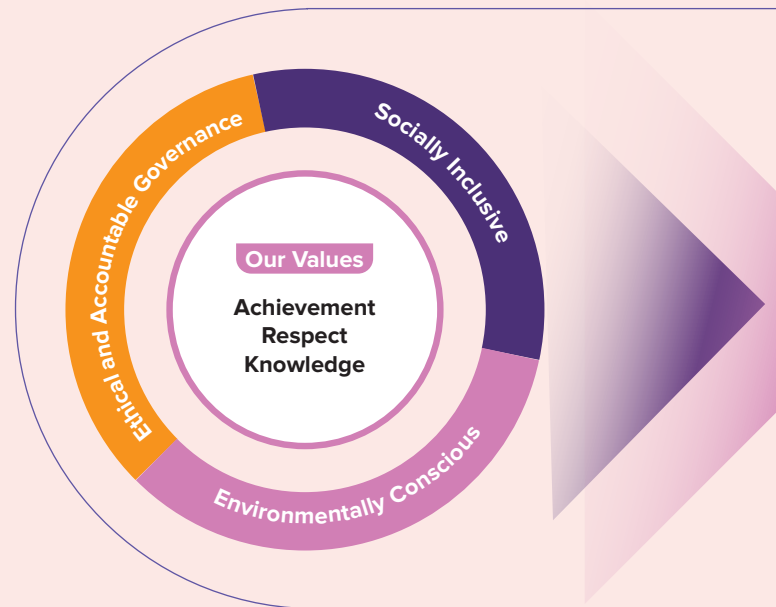 Ethical and Accountable Governance
Socially Inclusive
Our Values
Achievement
Respect
Knowledge
Environmentally Conscious